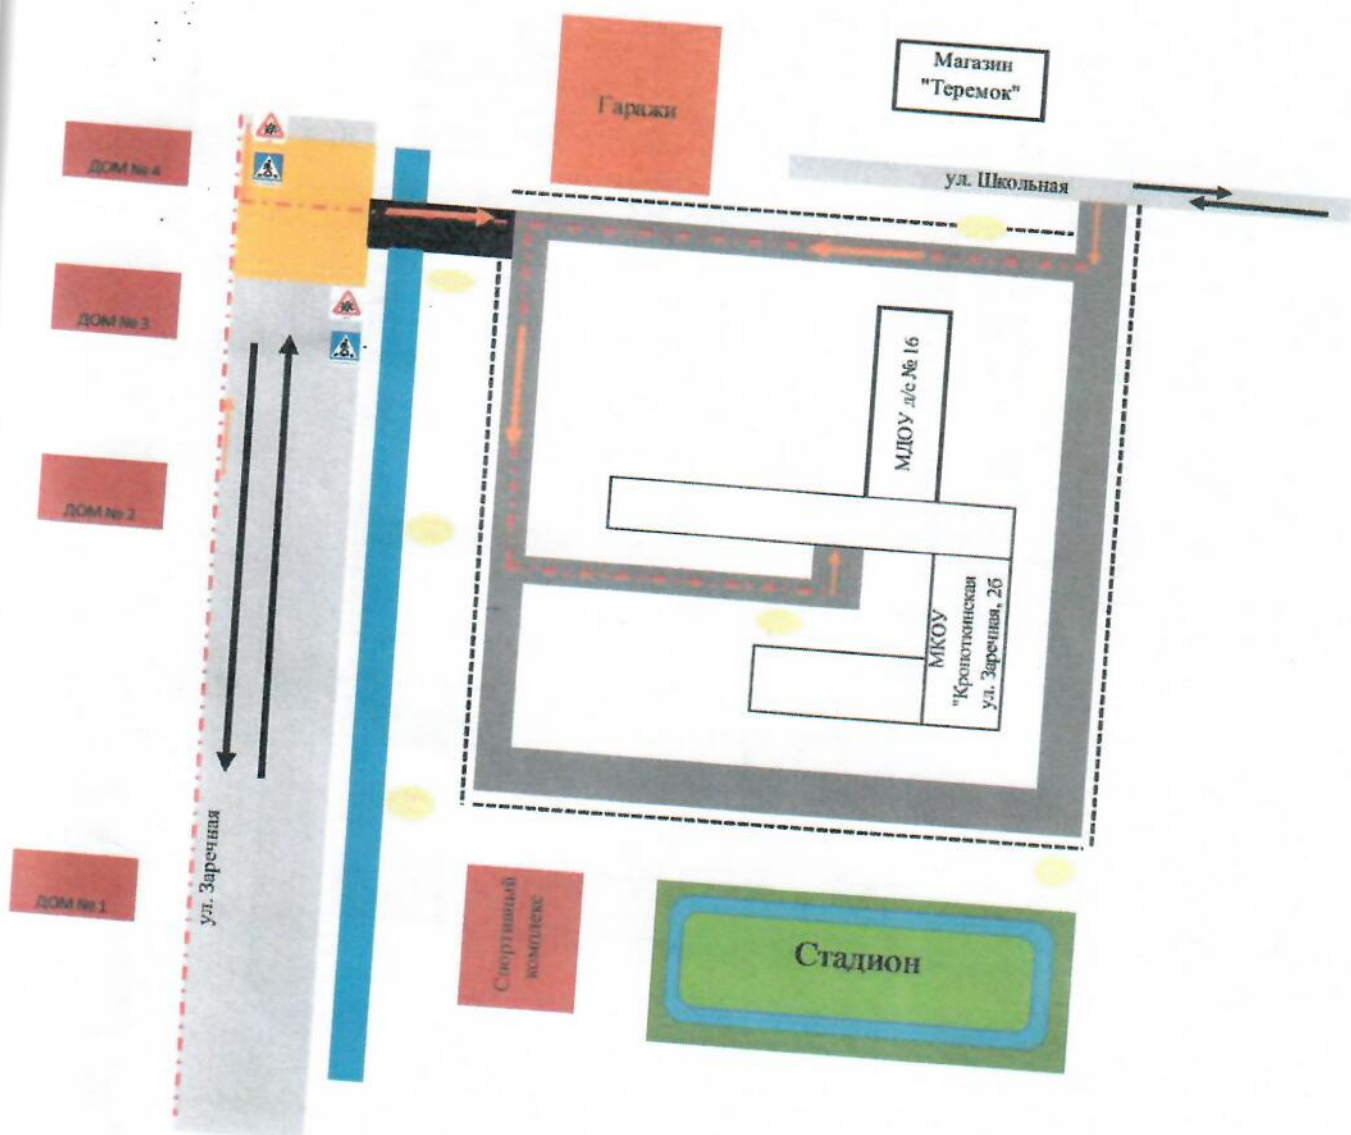 Магазин
"Теремок"
Гаражи
ДОМ № 4
ул. Школьная
ДОМ № 3
МДОУ д/с № 16
ДОМ № 2
МКОУ
"Кропоткинская
ул. Заречная, 2б
ул. Заречная
ДОМ № 1
Спортивный
комплекс
Стадион